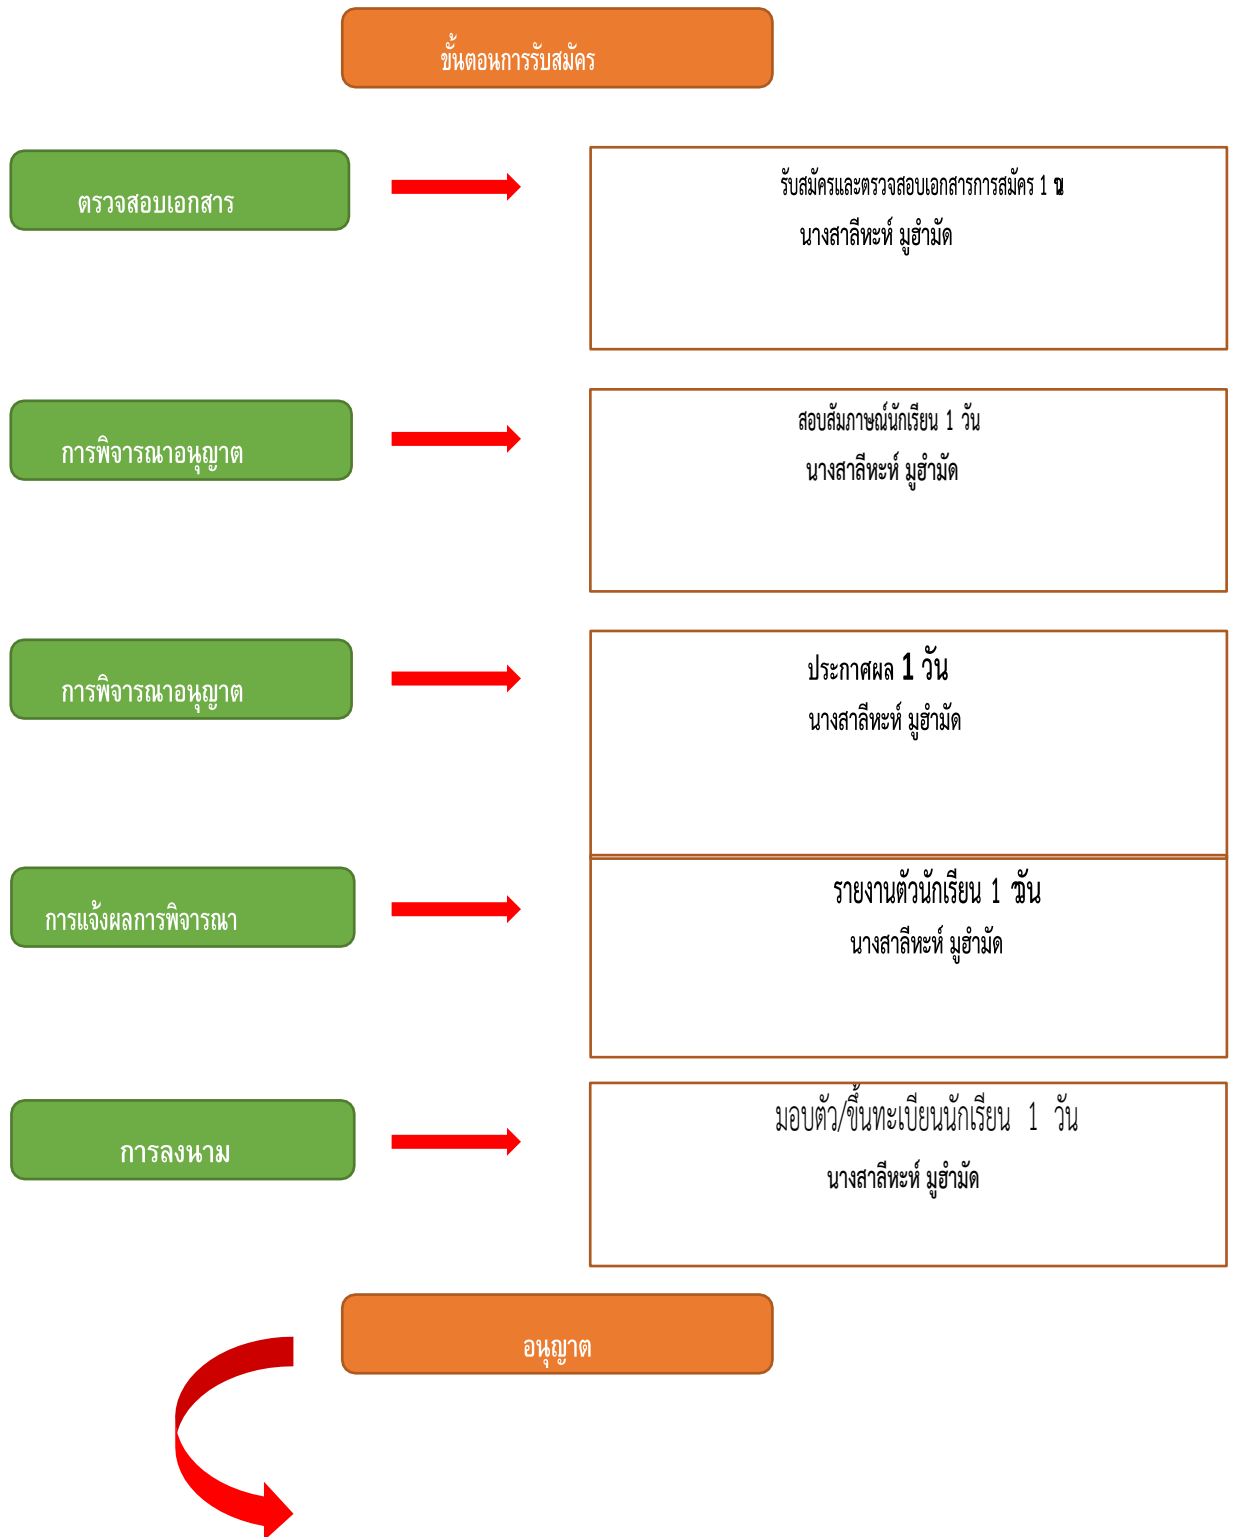 ขั้นตอนการรับสมัคร
ตรวจสอบเอกสาร
รับสมัครและตรวจสอบเอกสารการสมัคร 1
นางสาลีหะห์ มูฮำมัด
การพิจารณาอนุญาต
สอบสัมภาษณ์นักเรียน 1 วัน
นางสาลีหะห์ มูฮำมัด
การพิจารณาอนุญาต
ประกาศผล 1 วัน
นางสาลีหะห์ มูฮำมัด
การแจ้งผลการพิจารณา
รายงานตัวนักเรียน 1 วัน
นางสาลีหะห์ มูฮำมัด
การลงนาม
มอบตัว/ขึ้นทะเบียนนักเรียน 1 วัน
นางสาลีหะห์ มูฮำมัด
อนุญาต